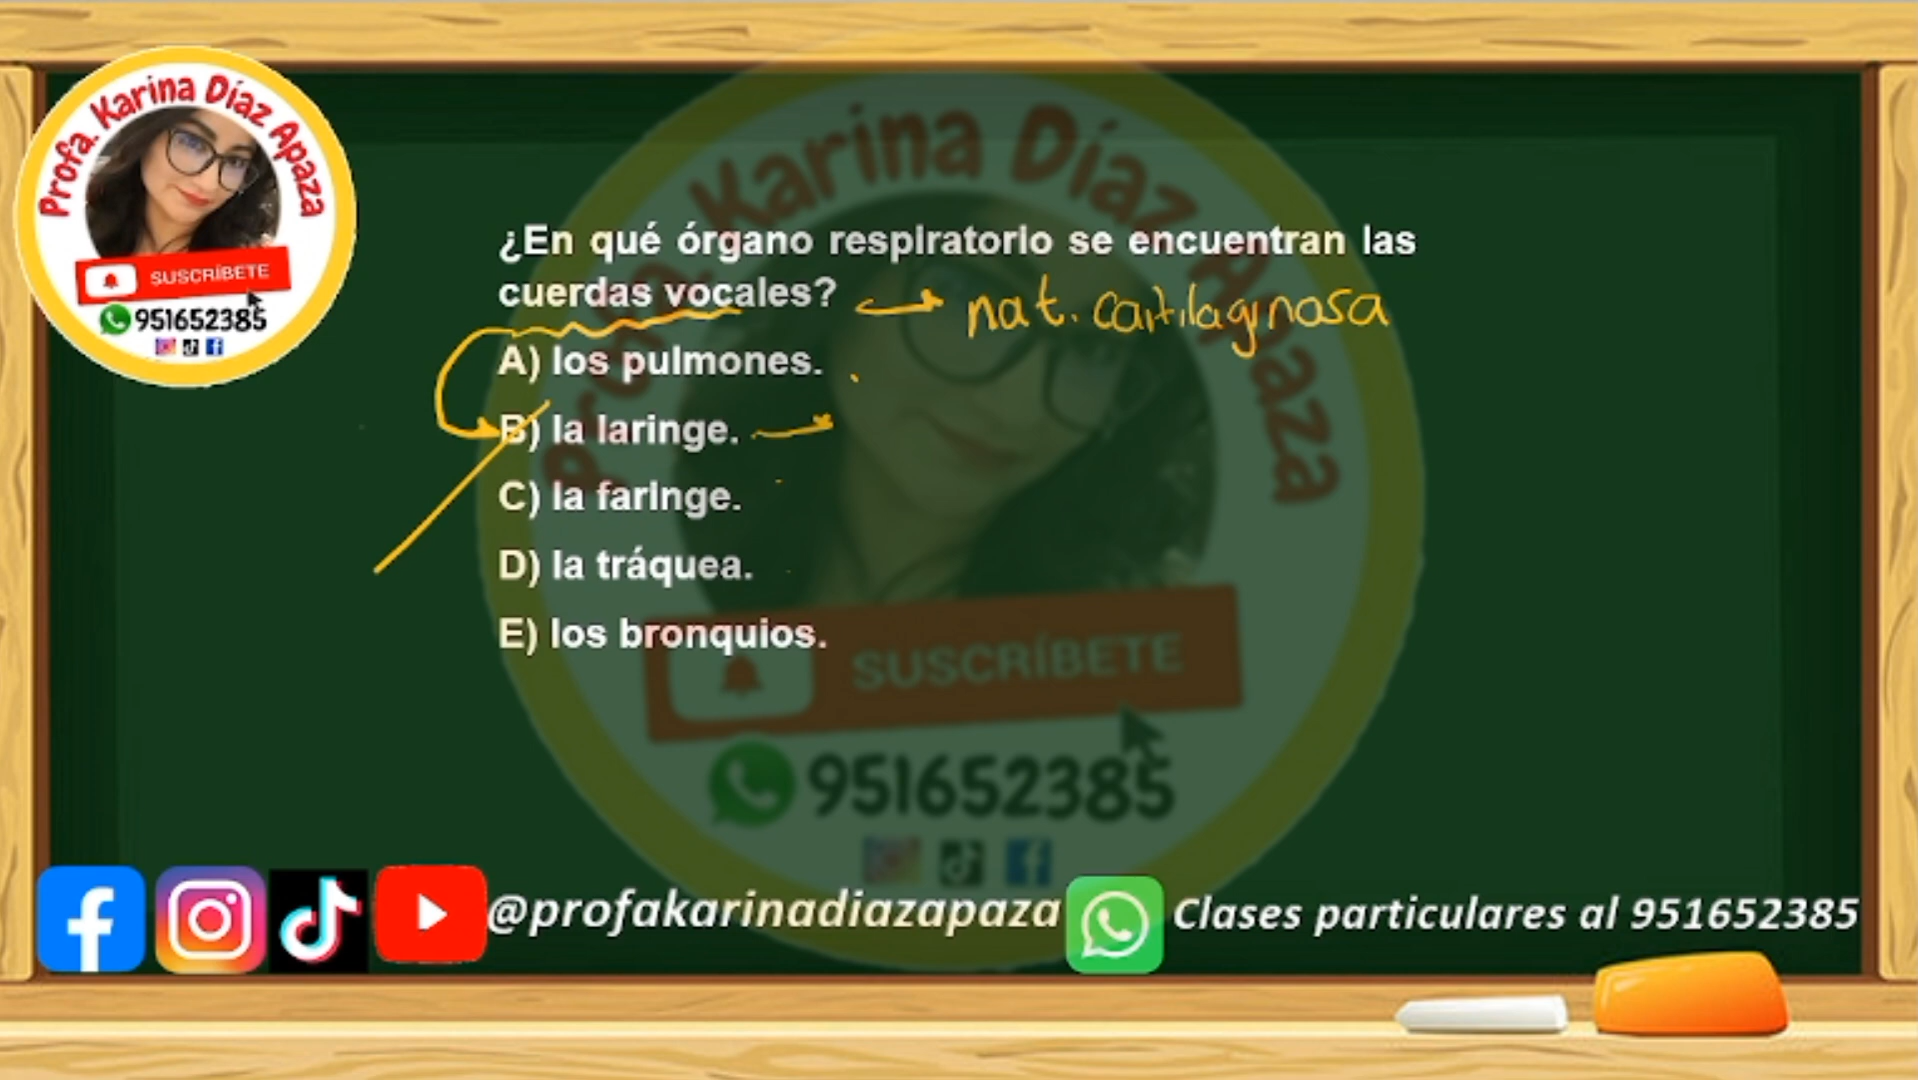 Profa. Karina Díaz Apaza
SUSCRÍBETE
951652385
¿En qué órgano respiratorio se encuentran las
cuerdas vocales? nat. cartilaginosa
A) los pulmones.
B) la laringe.
C) la faringe.
D) la tráquea.
E) los bronquios.
Profa. Karina Díaz Apaza
SUSCRÍBETE
951652385
@profakarinadiazapaza Clases particulares al 951652385